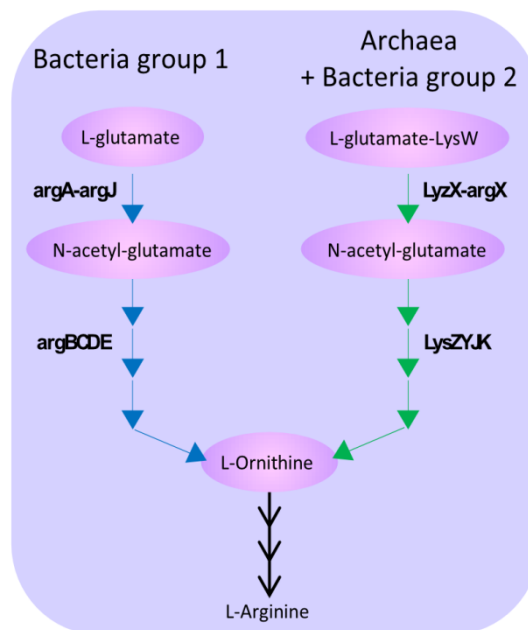 Bacteria group 1
Archaea
+ Bacteria group 2
L-glutamate
L-glutamate-LysW
argA-argJ
LyzX-argX
N-acetyl-glutamate
N-acetyl-glutamate
argBCDE
LysZYJK
L-Ornithine
L-Arginine